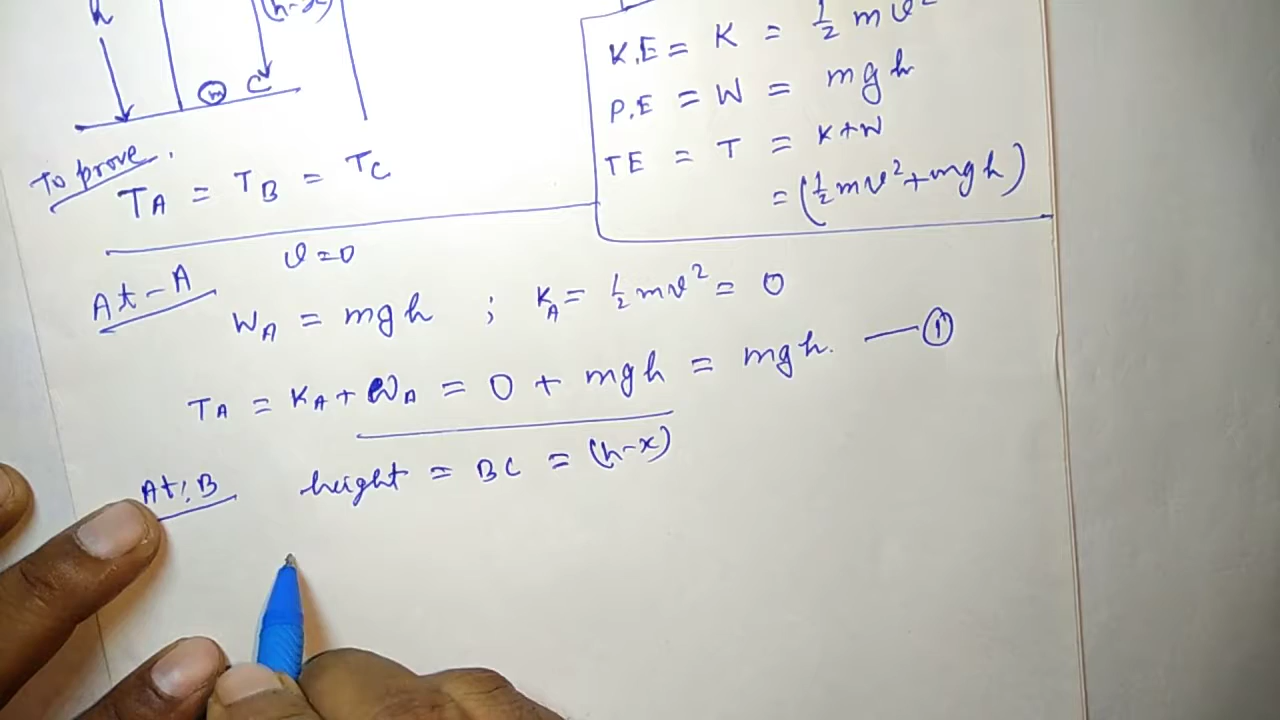 h
(h-x)
m C
K.E = K = ½ m v²
P.E = W = mgh
TE = T = K+W
= (½mv²+mgh)
To prove.
TA = TB = TC
At-A v=0
WA = mgh ; KA = ½mv² = 0
TA = KA + WA = 0 + mgh = mgh. —①
At:B height = BC = (h-x)